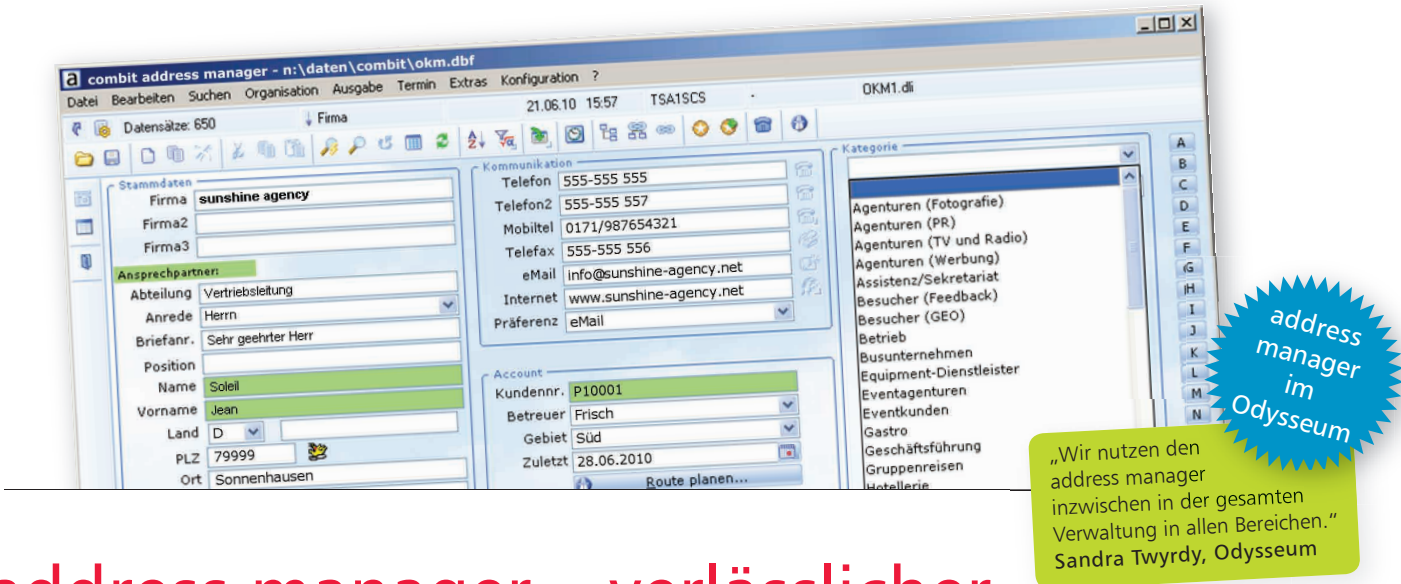 a combit address manager - n:\daten\combit\okm.dbf
Datei Bearbeiten Suchen Organisation Ausgabe Termin Extras Konfiguration ?
Datensätze: 650
↓ Firma
21.06.10 15:57 TSA1SCS -
OKM1.dli
Stammdaten
Firma sunshine agency
Firma2
Firma3
Ansprechpartner:
Abteilung Vertriebsleitung
Anrede Herrn
Briefanr. Sehr geehrter Herr
Position
Name Soleil
Vorname Jean
Land D
PLZ 79999
Ort Sonnenhausen
Kommunikation
Telefon 555-555 555
Telefon2 555-555 557
Mobiltel 0171/987654321
Telefax 555-555 556
eMail info@sunshine-agency.net
Internet www.sunshine-agency.net
Präferenz eMail
Account
Kundennr. P10001
Betreuer Frisch
Gebiet Süd
Zuletzt 28.06.2010
Route planen...
Kategorie
Agenturen (Fotografie)
Agenturen (PR)
Agenturen (TV und Radio)
Agenturen (Werbung)
Assistenz/Sekretariat
Besucher (Feedback)
Besucher (GEO)
Betrieb
Busunternehmen
Equipment-Dienstleister
Eventagenturen
Eventkunden
Gastro
Geschäftsführung
Gruppenreisen
Hotellerie
A
B
C
D
E
F
G
H
I
J
K
L
M
N
address
manager
im
Odysseum
„Wir nutzen den
address manager
inzwischen in der gesamten
Verwaltung in allen Bereichen.“
Sandra Twyrdy, Odysseum
address manager – verlässlicher